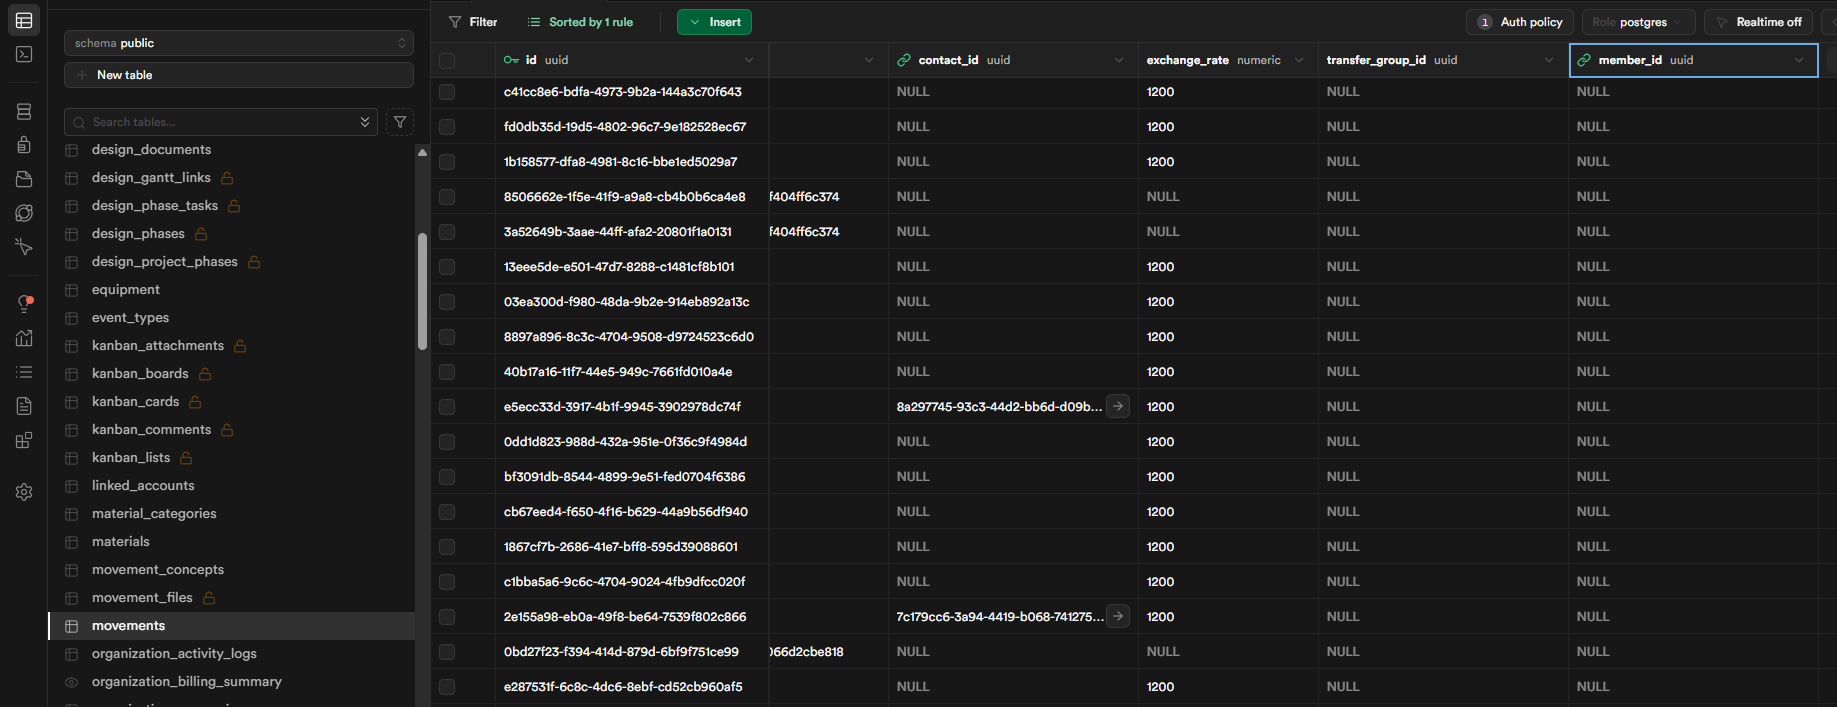 schema public
New table
Search tables...
design_documents
design_gantt_links
design_phase_tasks
design_phases
design_project_phases
equipment
event_types
kanban_attachments
kanban_boards
kanban_cards
kanban_comments
kanban_lists
linked_accounts
material_categories
materials
movement_concepts
movement_files
movements
organization_activity_logs
organization_billing_summary
Filter Sorted by 1 rule Insert 1 Auth policy Role postgres Realtime off
id uuid contact_id uuid exchange_rate numeric transfer_group_id uuid member_id uuid
c41cc8e6-bdfa-4973-9b2a-144a3c70f643 NULL 1200 NULL NULL
fd0db35d-19d5-4802-96c7-9e182528ec67 NULL 1200 NULL NULL
1b158577-dfa8-4981-8c16-bbe1ed5029a7 NULL 1200 NULL NULL
8506662e-1f5e-41f9-a9a8-cb4b0b6ca4e8 f404ff6c374 NULL NULL NULL NULL
3a52649b-3aae-44ff-afa2-20801f1a0131 f404ff6c374 NULL NULL NULL NULL
13eee5de-e501-47d7-8288-c1481cf8b101 NULL 1200 NULL NULL
03ea300d-f980-48da-9b2e-914eb892a13c NULL 1200 NULL NULL
8897a896-8c3c-4704-9508-d9724523c6d0 NULL 1200 NULL NULL
40b17a16-11f7-44e5-949c-7661fd010a4e NULL 1200 NULL NULL
e5ecc33d-3917-4b1f-9945-3902978dc74f 8a297745-93c3-44d2-bb6d-d09b... 1200 NULL NULL
0dd1d823-988d-432a-951e-0f36c9f4984d NULL 1200 NULL NULL
bf3091db-8544-4899-9e51-fed0704f6386 NULL 1200 NULL NULL
cb67eed4-f650-4f16-b629-44a9b56df940 NULL 1200 NULL NULL
1867cf7b-2686-41e7-bff8-595d39088601 NULL 1200 NULL NULL
c1bba5a6-9c6c-4704-9024-4fb9dfcc020f NULL 1200 NULL NULL
2e155a98-eb0a-49f8-be64-7539f802c866 7c179cc6-3a94-4419-b068-741275... 1200 NULL NULL
0bd27f23-f394-414d-879d-6bf9f751ce99 066d2cbe818 NULL NULL NULL NULL
e287531f-6c8c-4dc6-8ebf-cd52cb960af5 NULL 1200 NULL NULL